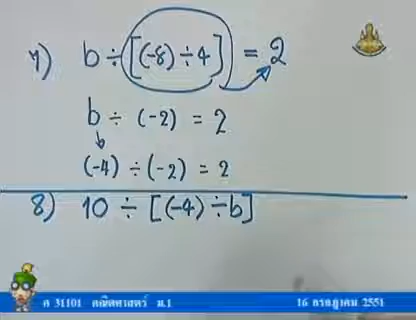 7) b ÷ [(-8) ÷ 4] = 2
b ÷ (-2) = 2
(-4) ÷ (-2) = 2
8) 10 ÷ [(-4) ÷ b]
ค 31101 คณิตศาสตร์ ม.1
16 กรกฎาคม 2551